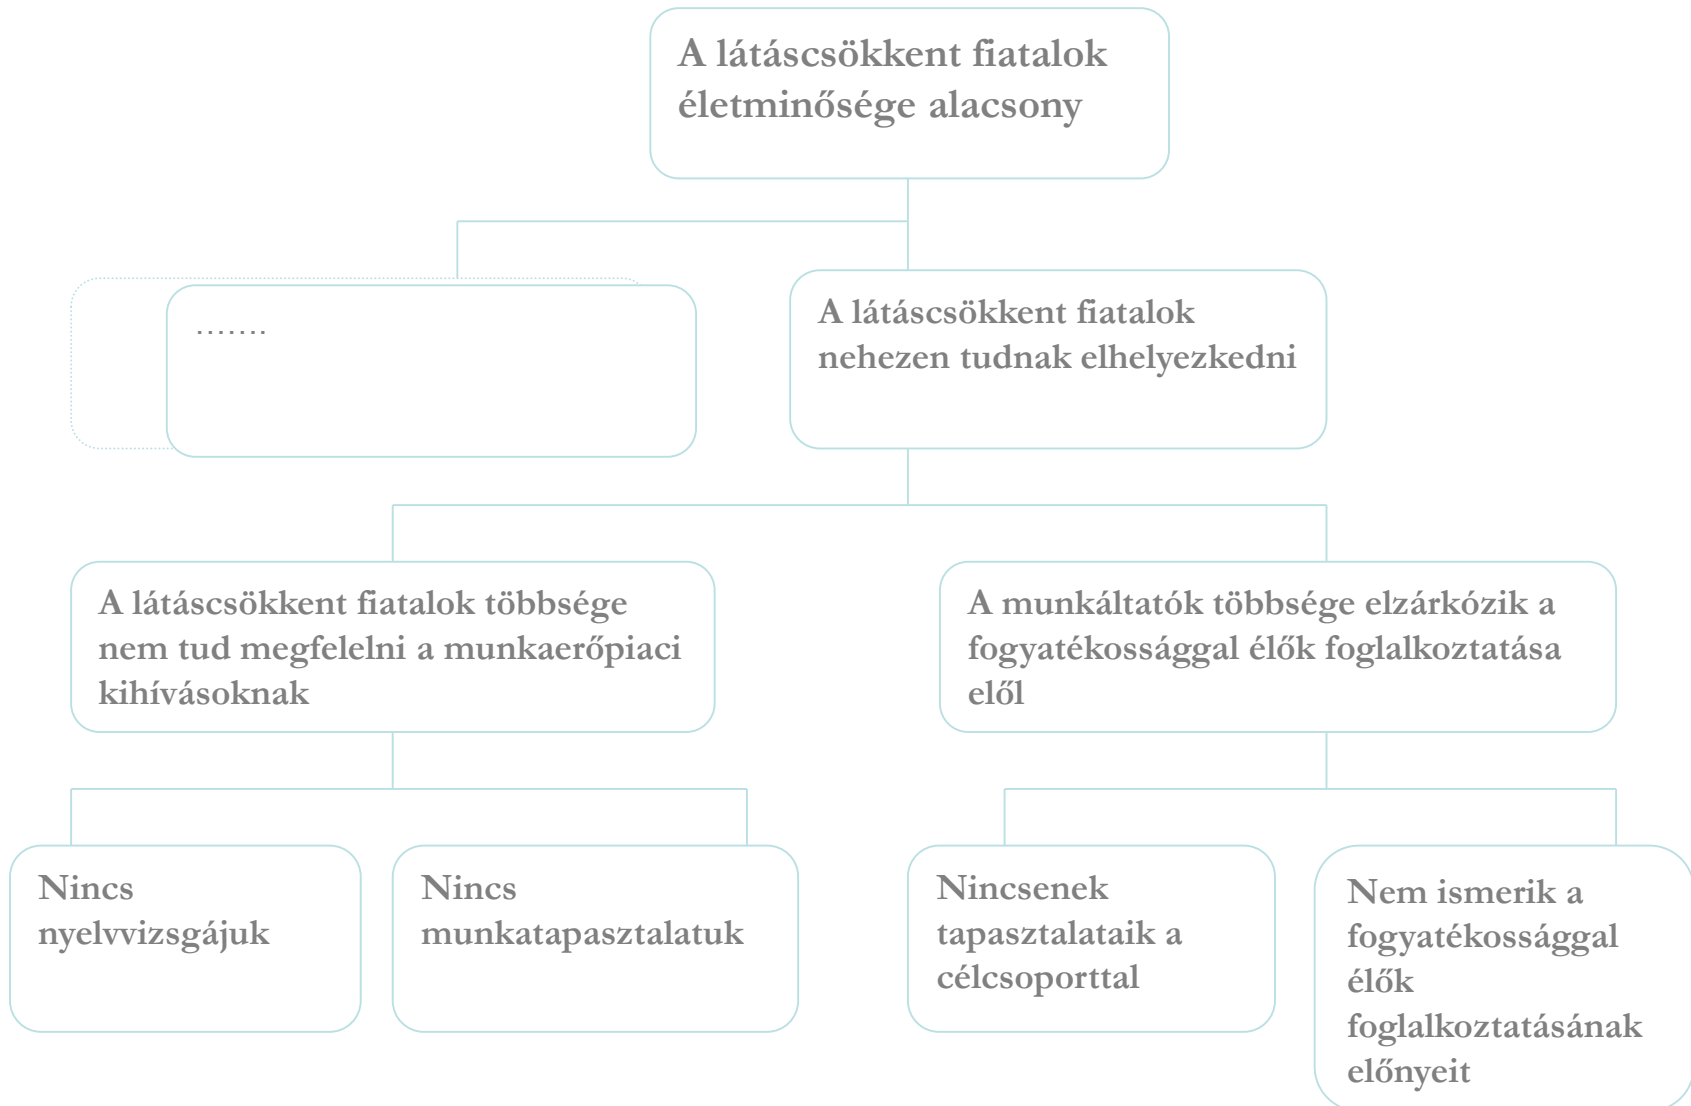 A látáscsökkent fiatalok
életminősége alacsony
.......
A látáscsökkent fiatalok
nehezen tudnak elhelyezkedni
A látáscsökkent fiatalok többsége
nem tud megfelelni a munkaerőpiaci
kihívásoknak
A munkáltatók többsége elzárkózik a
fogyatékossággal élők foglalkoztatása
elől
Nincs
nyelvvizsgájuk
Nincs
munkatapasztalatuk
Nincsenek
tapasztalataik a
célcsoporttal
Nem ismerik a
fogyatékossággal
élők
foglalkoztatásának
előnyeit